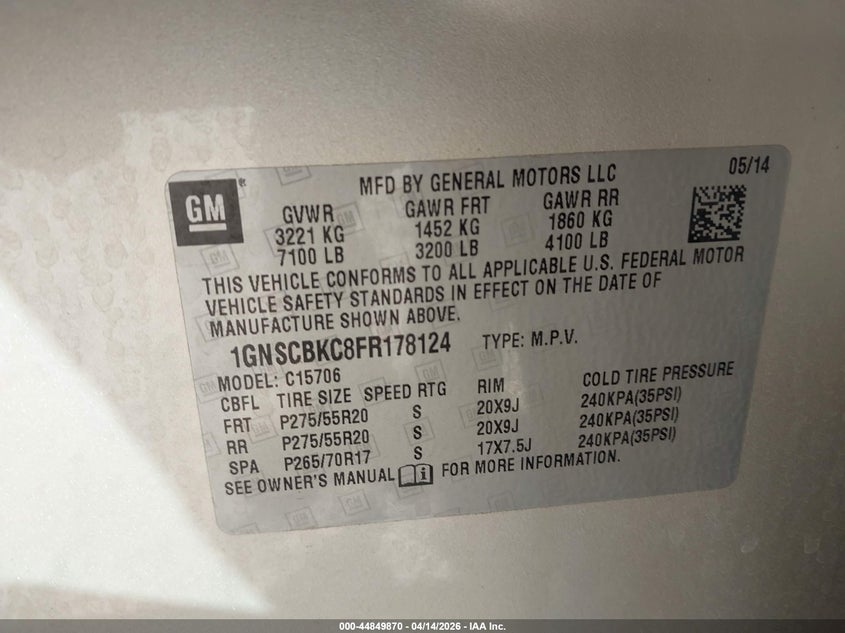 GM
MFD BY GENERAL MOTORS LLC 05/14
GVWR GAWR FRT GAWR RR
3221 KG 1452 KG 1860 KG
7100 LB 3200 LB 4100 LB
THIS VEHICLE CONFORMS TO ALL APPLICABLE U.S. FEDERAL MOTOR
VEHICLE SAFETY STANDARDS IN EFFECT ON THE DATE OF
MANUFACTURE SHOWN ABOVE.
1GNSCBKC8FR178124 TYPE: M.P.V.
MODEL: C15706
CBFL TIRE SIZE SPEED RTG RIM COLD TIRE PRESSURE
FRT P275/55R20 S 20X9J 240KPA(35PSI)
RR P275/55R20 S 20X9J 240KPA(35PSI)
SPA P265/70R17 S 17X7.5J 240KPA(35PSI)
SEE OWNER'S MANUAL FOR MORE INFORMATION.
000-44849870 - 04/14/2026 - IAA Inc.